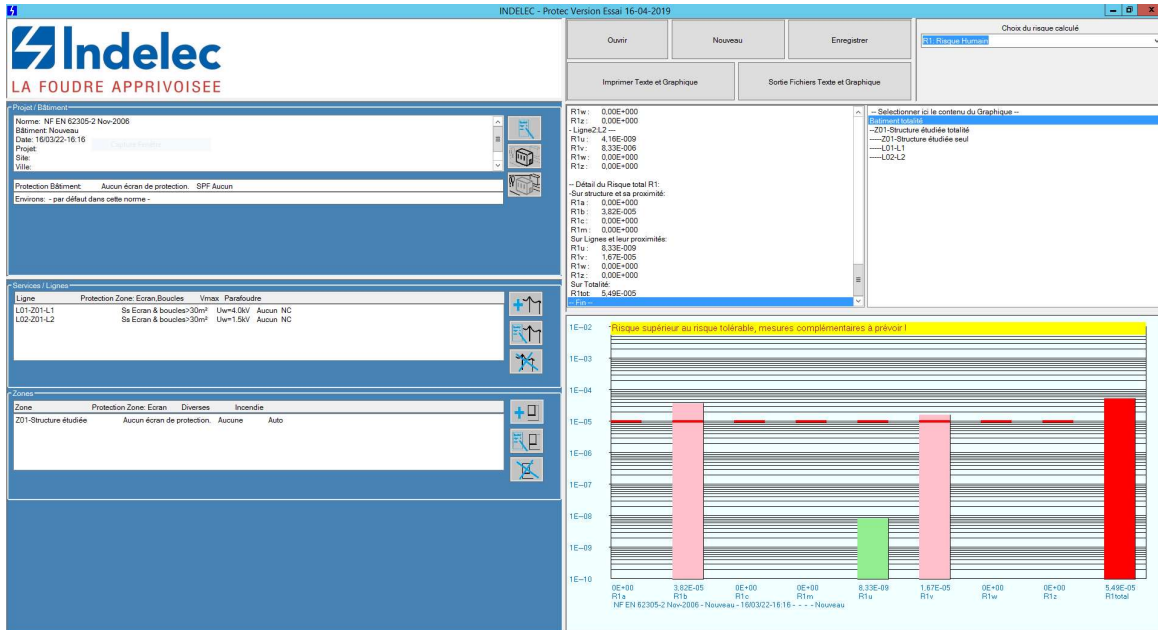 INDELEC - Protec Version Essai 16-04-2019
Indelec
LA FOUDRE APPRIVOISEE
Ouvrir
Nouveau
Enregistrer
Imprimer Texte et Graphique
Sortie Fichiers Texte et Graphique
Choix du risque calculé
R1: Risque Humain
Projet / Bâtiment
Norme: NF EN 62305-2 Nov-2006
Bâtiment: Nouveau
Date: 16/03/22-16:16
Projet:
Site:
Ville:
Capture Fenêtre
Protection Bâtiment: Aucun écran de protection. SPF Aucun
Environs: - par défaut dans cette norme -
Services / Lignes
Ligne Protection Zone: Ecran,Boucles Vmax Parafoudre
L01-Z01-L1 Ss Ecran & boucles>30m² Uw=4.0kV Aucun NC
L02-Z01-L2 Ss Ecran & boucles>30m² Uw=1.5kV Aucun NC
Zones
Zone Protection Zone: Ecran Diverses Incendie
Z01-Structure étudiée Aucun écran de protection. Aucune Auto
R1w: 0,00E+000
R1z: 0,00E+000
- Ligne2:L2 ---
R1u: 4,16E-009
R1v: 8,33E-006
R1w: 0,00E+000
R1z: 0,00E+000
-- Détail du Risque total R1:
-Sur structure et sa proximité:
R1a: 0,00E+000
R1b: 3,82E-005
R1c: 0,00E+000
R1m: 0,00E+000
Sur Lignes et leur proximités:
R1u: 8,33E-009
R1v: 1,67E-005
R1w: 0,00E+000
R1z: 0,00E+000
Sur Totalité:
R1tot: 5,49E-005
-- Fin --
-- Selectionner ici le contenu du Graphique --
Batiment totalité
--Z01-Structure étudiée totalité
----Z01-Structure étudiée seul
----L01-L1
----L02-L2
Risque supérieur au risque tolérable, mesures complémentaires à prévoir !
1E-02
1E-03
1E-04
1E-05
1E-06
1E-07
1E-08
1E-09
1E-10
0E+00 3,82E-05 0E+00 0E+00 8,33E-09 1,67E-05 0E+00 0E+00 5,49E-05
R1a R1b R1c R1m R1u R1v R1w R1z R1total
NF EN 62305-2 Nov-2006 - Nouveau - 16/03/22-16:16 - - - - Nouveau